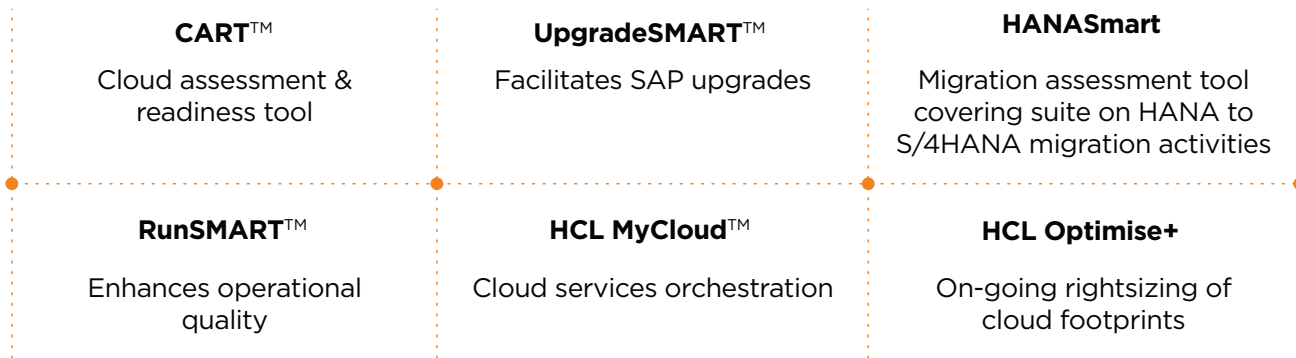 CART™
Cloud assessment &
readiness tool
UpgradeSMART™
Facilitates SAP upgrades
HANASmart
Migration assessment tool
covering suite on HANA to
S/4HANA migration activities
RunSMART™
Enhances operational
quality
HCL MyCloud™
Cloud services orchestration
HCL Optimise+
On-going rightsizing of
cloud footprints